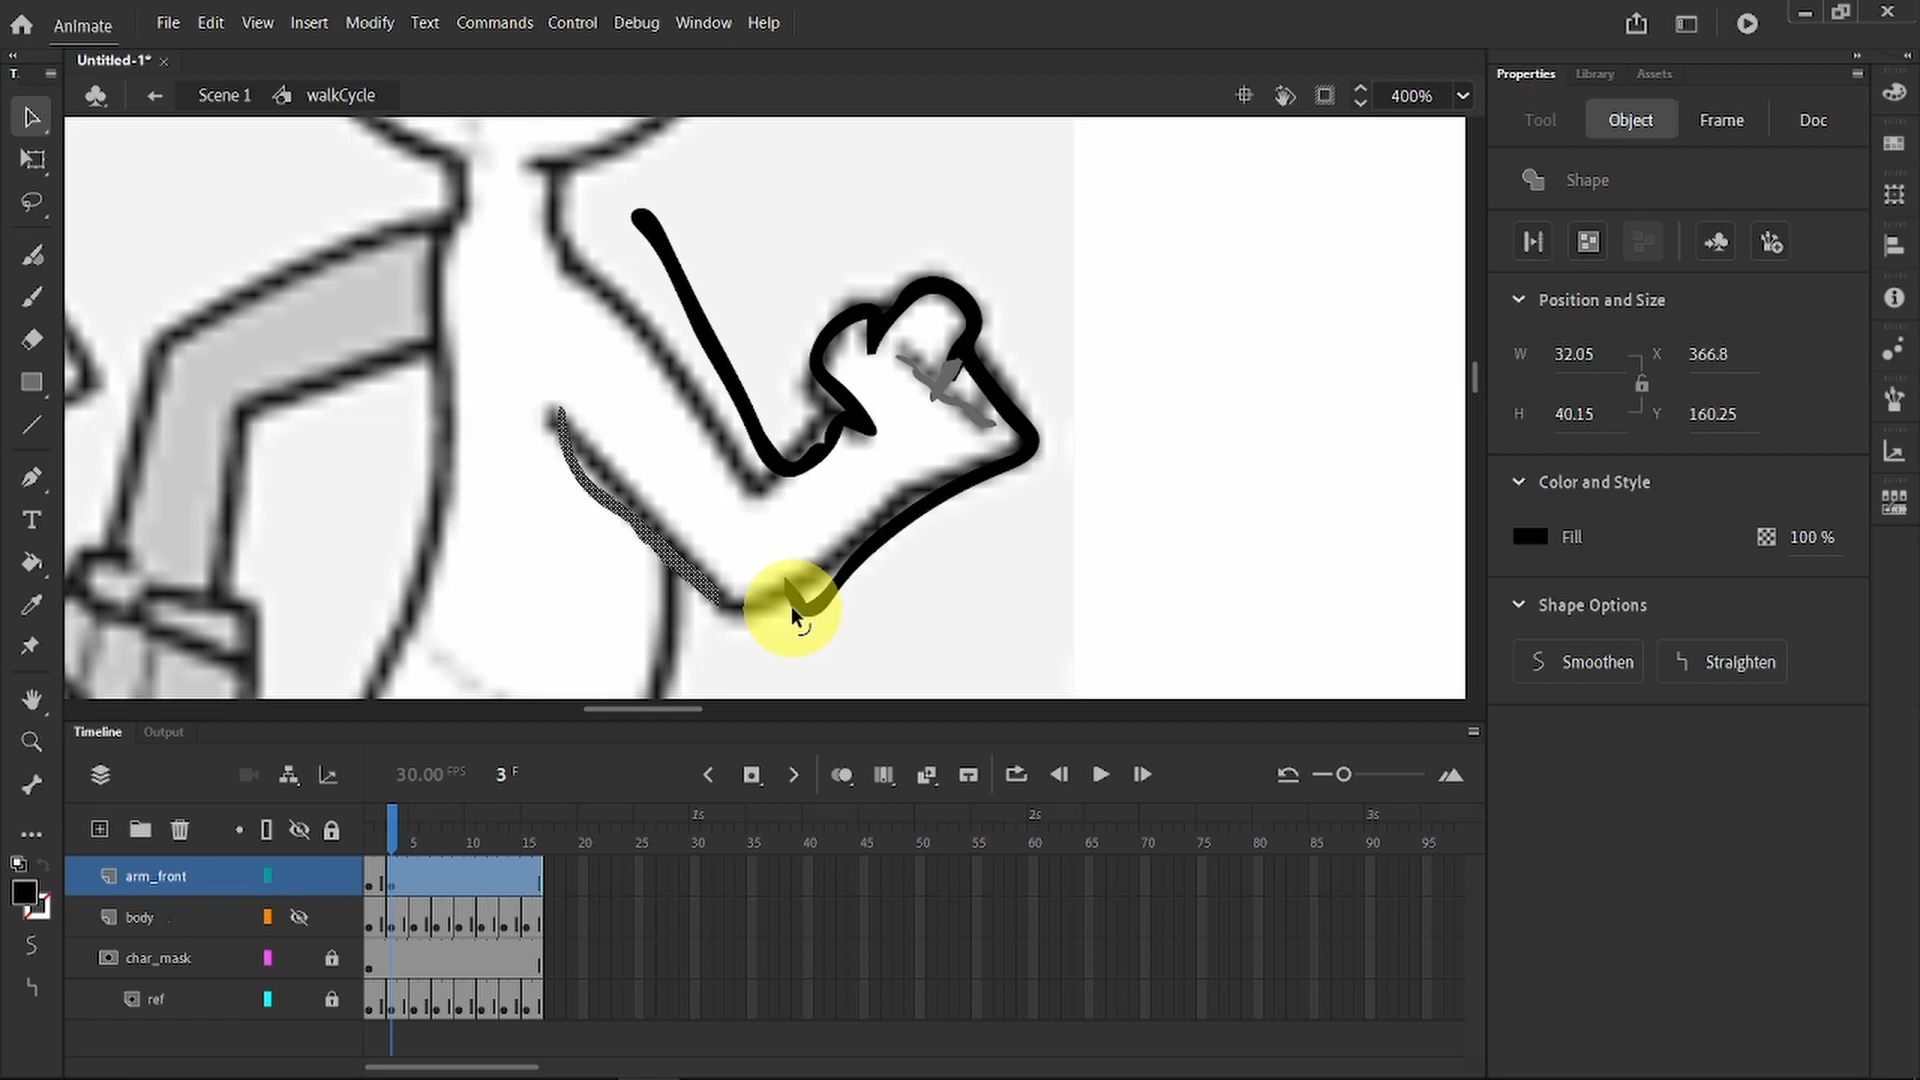 Animate File Edit View Insert Modify Text Commands Control Debug Window Help
Untitled-1*
T.
Properties Library Assets
Scene 1 walkCycle 400%
Tool Object Frame Doc
Shape
Position and Size
W 32.05 X 366.8
H 40.15 Y 160.25
Color and Style
Fill 100 %
Shape Options
Smoothen Straighten
Timeline Output
30.00 FPS 3 F
1s 2s 3s
5 10 15 20 25 30 35 40 45 50 55 60 65 70 75 80 85 90 95
arm_front
body
char_mask
ref